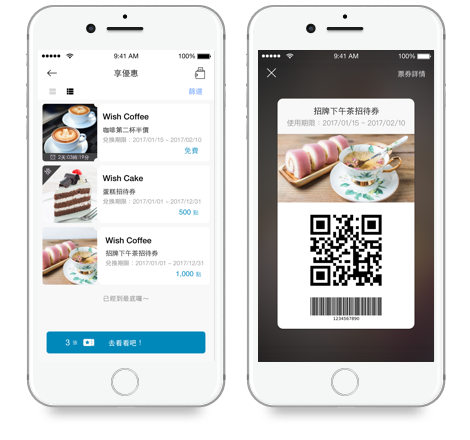 9:41 AM
100%
享優惠
篩選
Wish Coffee
咖啡第二杯半價
兌換期限：2017/01/15 ~ 2017/02/10
免費
2天 03時 19分
Wish Cake
蛋糕招待券
兌換期限：2017/01/01 ~ 2017/12/31
500 點
Wish Coffee
招牌下午茶招待券
兌換期限：2017/01/01 ~ 2017/12/31
1,000 點
已經到最底囉～
3 張 去看看吧！
9:41 AM
100%
票券詳情
招牌下午茶招待券
使用期限：2017/01/15 ~ 2017/02/10
1234567890